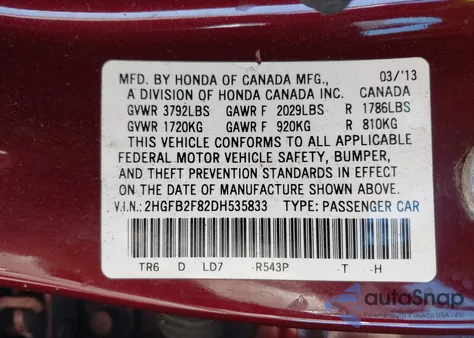 MFD. BY HONDA OF CANADA MFG., 03/'13
A DIVISION OF HONDA CANADA INC. CANADA
GVWR 3792LBS GAWR F 2029LBS R 1786LBS
GVWR 1720KG GAWR F 920KG R 810KG
THIS VEHICLE CONFORMS TO ALL APPLICABLE
FEDERAL MOTOR VEHICLE SAFETY, BUMPER,
AND THEFT PREVENTION STANDARDS IN EFFECT
ON THE DATE OF MANUFACTURE SHOWN ABOVE.
V.I.N.: 2HGFB2F82DH535833 TYPE: PASSENGER CAR
TR6 D LD7 -R543P -T -H
autoSnap